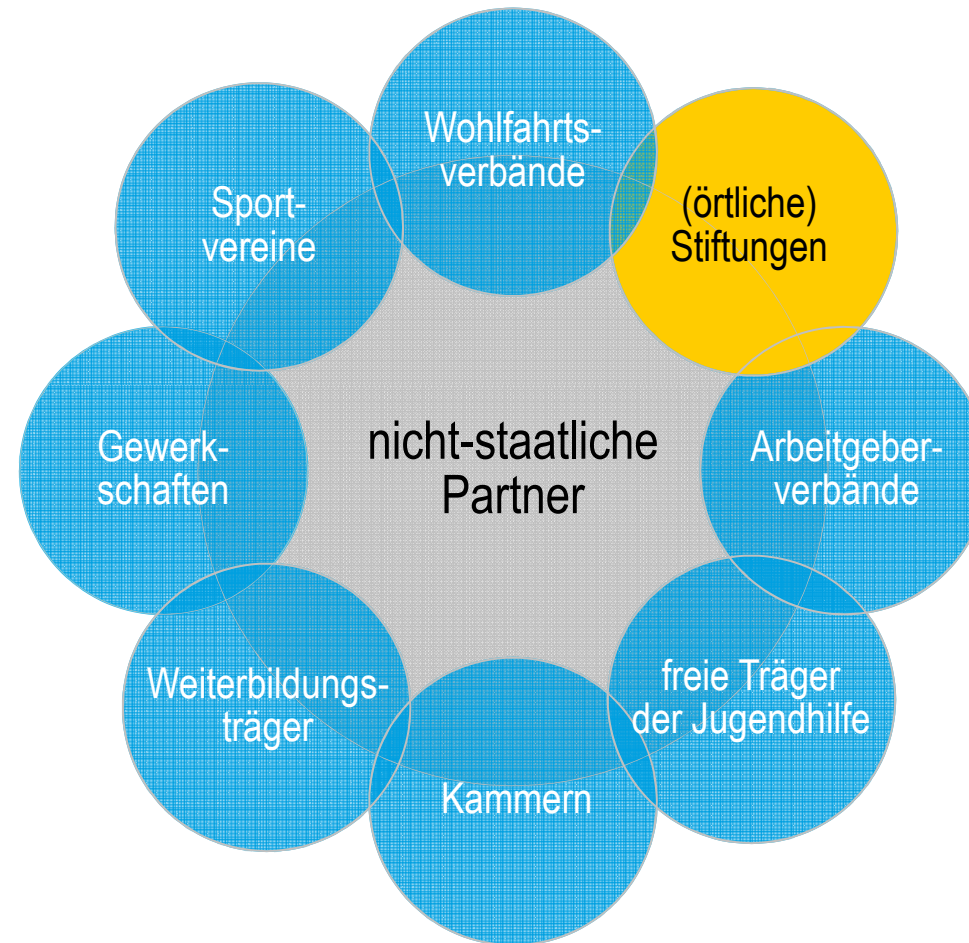 Wohlfahrts-
verbände
(örtliche)
Stiftungen
Arbeitgeber-
verbände
freie Träger
der Jugendhilfe
Kammern
Weiterbildungs-
träger
Gewerk-
schaften
Sport-
vereine
nicht-staatliche
Partner